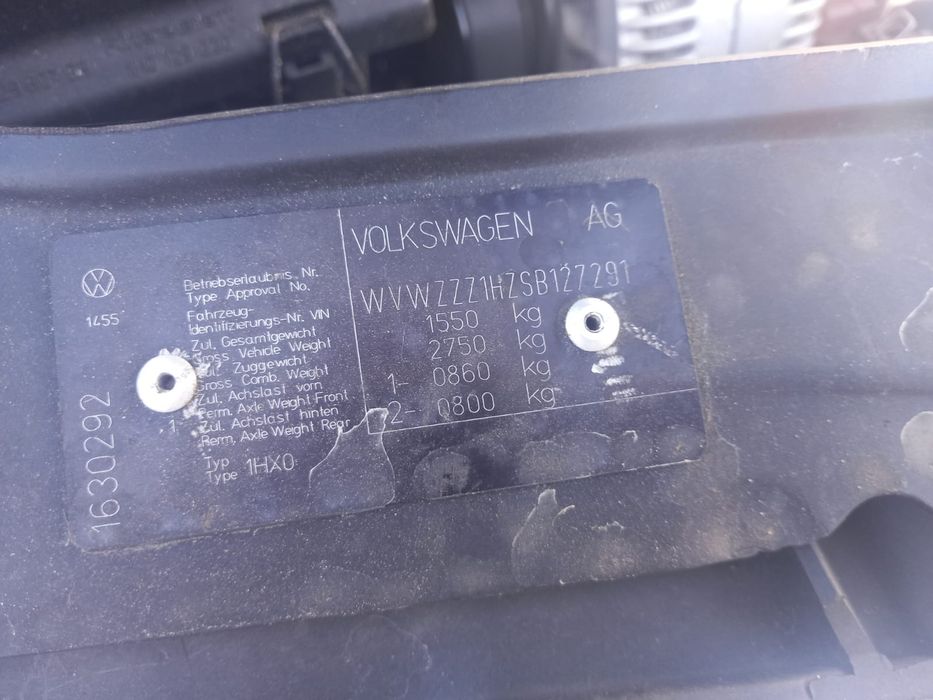 VOLKSWAGEN AG
1455
Betriebserlaubnis Nr.
Type Approval No.
Fahrzeug-
Identifizierungs-Nr. VIN
WVWZZZ1HZSB127291
Zul. Gesamtgewicht
Gross Vehicle Weight
1550 kg
Zul. Zuggewicht
Gross Comb. Weight
2750 kg
Zul. Achslast vorn
Perm. Axle Weight Front
1- 0860 kg
Zul. Achslast hinten
Perm. Axle Weight Rear
2- 0800 kg
Typ
Type 1HX0
1630292